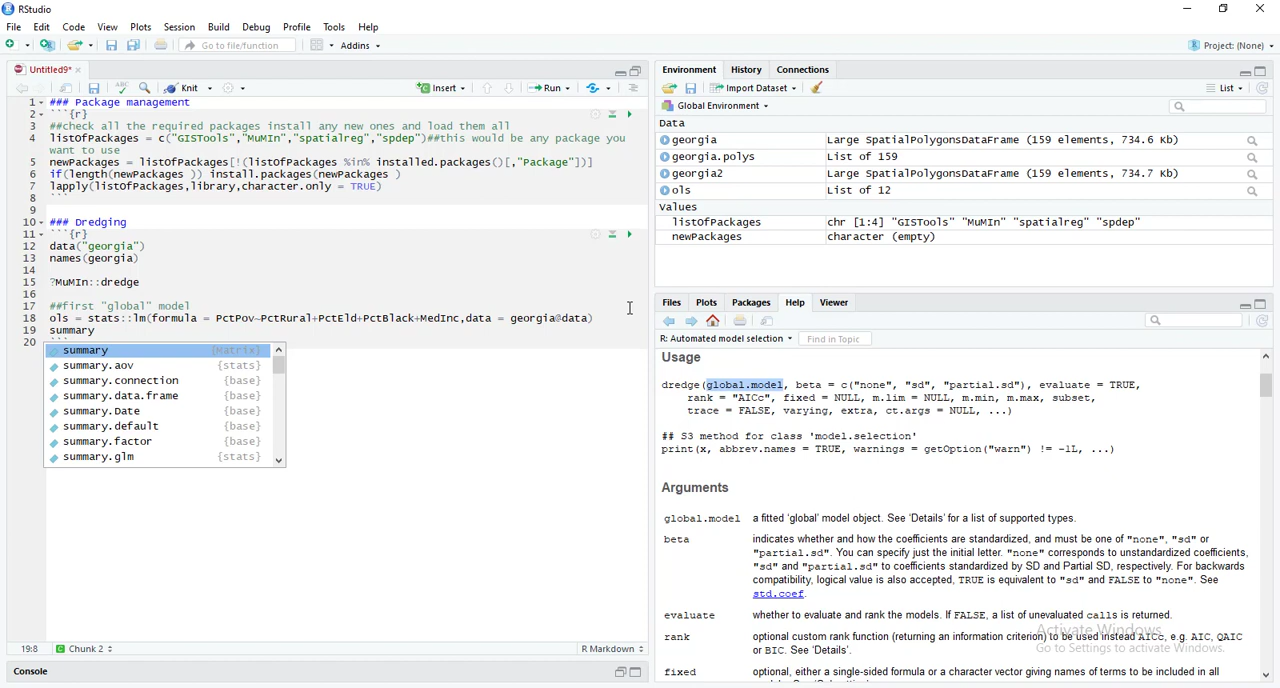 RStudio
File Edit Code View Plots Session Build Debug Profile Tools Help
Go to file/function Addins Project: (None)
Untitled9*
Knit Insert Run
1 ### Package management
2 ```{r}
3 ##check all the required packages install any new ones and load them all
4 listOfPackages = c("GISTools","MuMIn","spatialreg","spdep")##this would be any package you
want to use
5 newPackages = listOfPackages[!(listOfPackages %in% installed.packages()[,"Package"])]
6 if(length(newPackages )) install.packages(newPackages )
7 lapply(listOfPackages,library,character.only = TRUE)
8 ```
9
10 ### Dredging
11 ```{r}
12 data("georgia")
13 names(georgia)
14
15 ?MuMIn::dredge
16
17 ##first "global" model
18 ols = stats::lm(formula = PctPov~PctRural+PctEld+PctBlack+MedInc,data = georgia@data)
19 summary
20 ```
summary {Matrix}
summary.aov {stats}
summary.connection {base}
summary.data.frame {base}
summary.Date {base}
summary.default {base}
summary.factor {base}
summary.glm {stats}
19:8 Chunk 2 R Markdown
Console
Environment History Connections
Import Dataset List
Global Environment
Data
georgia Large SpatialPolygonsDataFrame (159 elements, 734.6 Kb)
georgia.polys List of 159
georgia2 Large SpatialPolygonsDataFrame (159 elements, 734.7 Kb)
ols List of 12
Values
listOfPackages chr [1:4] "GISTools" "MuMIn" "spatialreg" "spdep"
newPackages character (empty)
Files Plots Packages Help Viewer
R: Automated model selection Find in Topic
Usage
dredge(global.model, beta = c("none", "sd", "partial.sd"), evaluate = TRUE,
rank = "AICc", fixed = NULL, m.lim = NULL, m.min, m.max, subset,
trace = FALSE, varying, extra, ct.args = NULL, ...)
## S3 method for class 'model.selection'
print(x, abbrev.names = TRUE, warnings = getOption("warn") != -1L, ...)
Arguments
global.model a fitted ‘global’ model object. See ‘Details’ for a list of supported types.
beta indicates whether and how the coefficients are standardized, and must be one of "none", "sd" or
"partial.sd". You can specify just the initial letter. "none" corresponds to unstandardized coefficients,
"sd" and "partial.sd" to coefficients standardized by SD and Partial SD, respectively. For backwards
compatibility, logical value is also accepted, TRUE is equivalent to "sd" and FALSE to "none". See
std.coef.
evaluate whether to evaluate and rank the models. If FALSE, a list of unevaluated calls is returned.
rank optional custom rank function (returning an information criterion) to be used instead AICc, e.g. AIC, QAIC
or BIC. See ‘Details’.
fixed optional, either a single-sided formula or a character vector giving names of terms to be included in all
Activate Windows
Go to Settings to activate Windows.